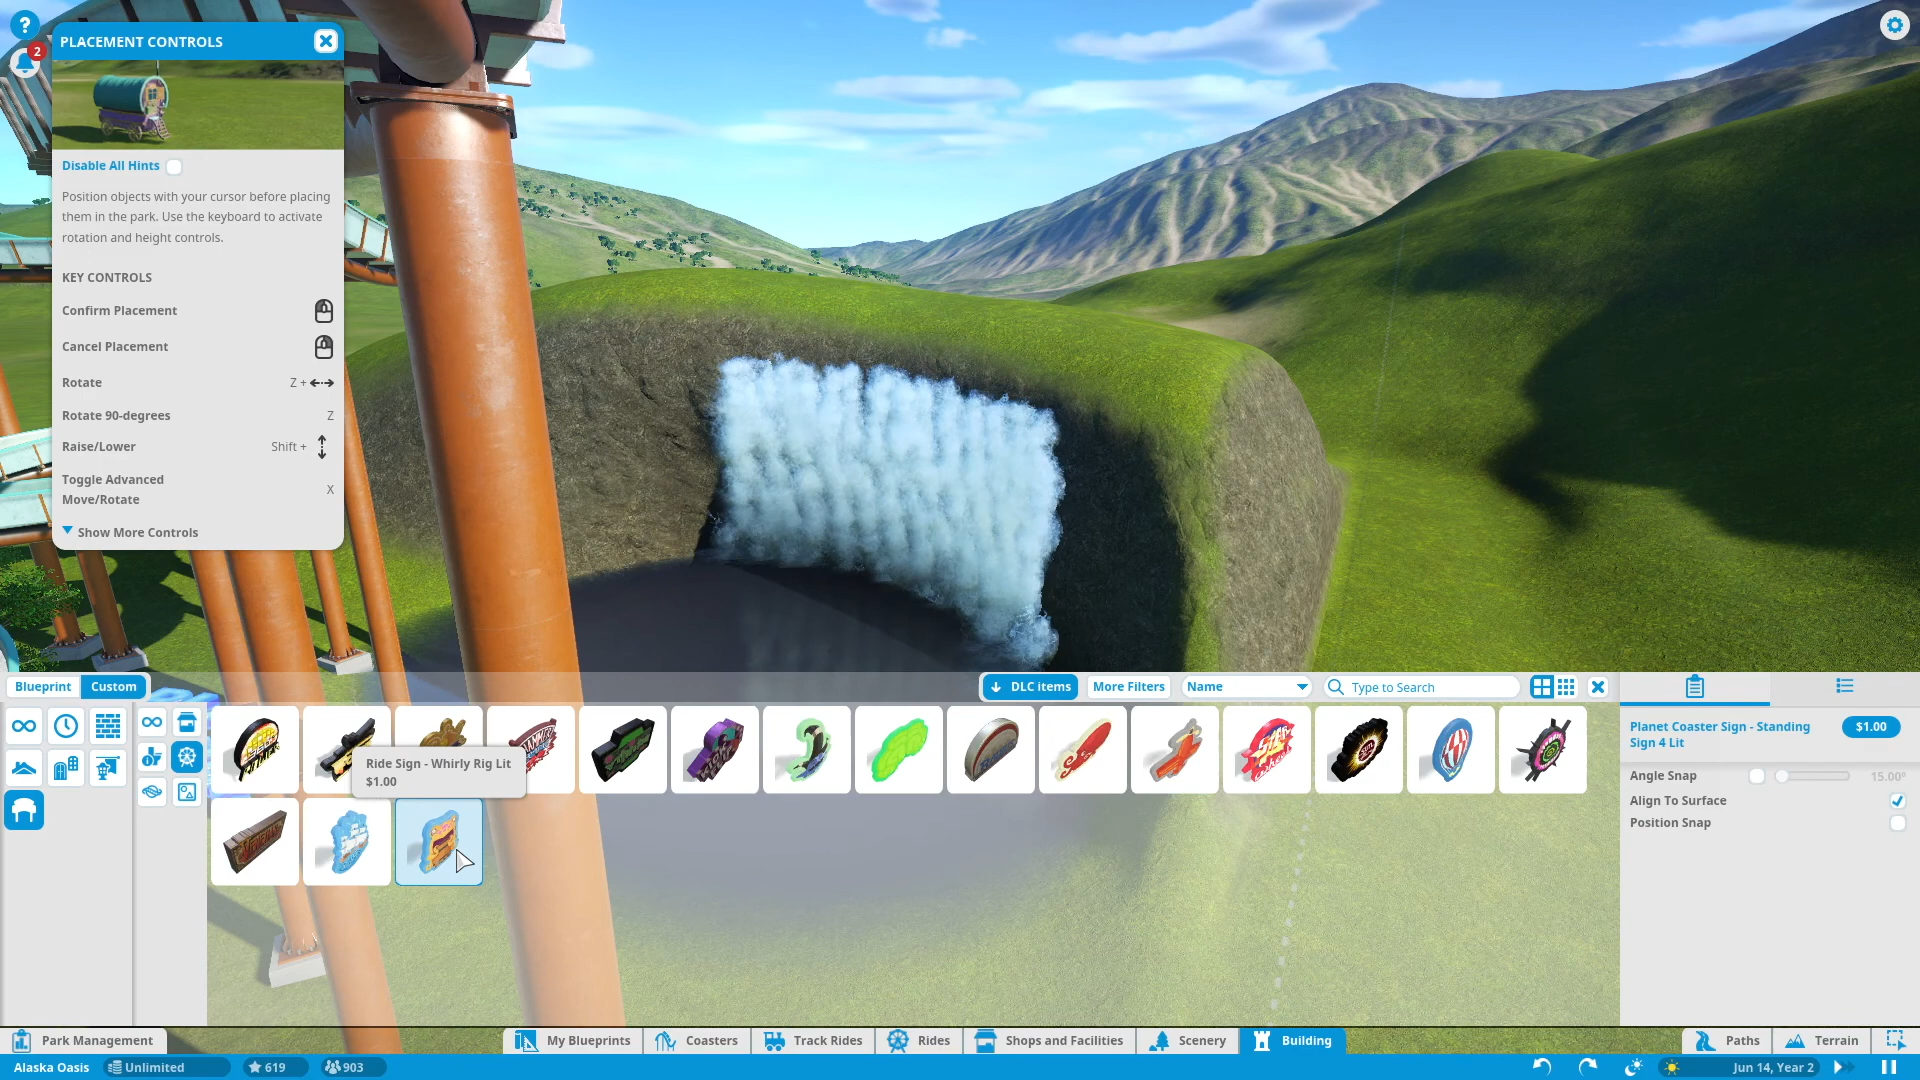 ?
2
PLACEMENT CONTROLS
Disable All Hints
Position objects with your cursor before placing
them in the park. Use the keyboard to activate
rotation and height controls.
KEY CONTROLS
Confirm Placement
Cancel Placement
Rotate Z +
Rotate 90-degrees Z
Raise/Lower Shift +
Toggle Advanced
Move/Rotate X
Show More Controls
Blueprint Custom
DLC items More Filters Name Type to Search
Ride Sign - Whirly Rig Lit
$1.00
Planet Coaster Sign - Standing
Sign 4 Lit
$1.00
Angle Snap 15.00°
Align To Surface
Position Snap
Park Management My Blueprints Coasters Track Rides Rides Shops and Facilities Scenery Building Paths Terrain
Alaska Oasis Unlimited 619 903 Jun 14, Year 2